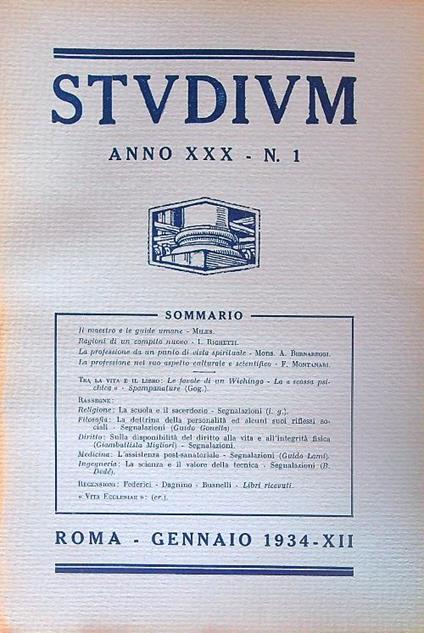 STVDIVM
ANNO XXX - N. 1
SOMMARIO
Il maestro e le guide umane - MILES.
Ragioni di un compito nuovo - I. RIGHETTI.
La professione da un punto di vista spirituale - Mons. A. BERNAREGGI.
La professione nel suo aspetto culturale e scientifico - F. MONTANARI.
TRA LA VITA E IL LIBRO: Le favole di un Wichingo - La « scossa psi-
chica » - Spampanature (Gog.).
RASSEGNE:
Religione: La scuola e il sacerdozio - Segnalazioni (i. g.).
Filosofia: La dottrina della personalità ed alcuni suoi riflessi so-
ciali - Segnalazioni (Guido Gonella)
Diritto: Sulla disponibilità del diritto alla vita e all'integrità fisica
(Giambattista Migliori) - Segnalazioni.
Medicina: L'assistenza post-sanatoriale - Segnalazioni (Guido Lami).
Ingegneria: La scienza e il valore della tecnica - Segnalazioni (B.
Dedé).
RECENSIONI: Federici - Dagnino - Busnelli - Libri ricevuti.
« VITA ECCLESIAE »: (cr.).
ROMA - GENNAIO 1934-XII